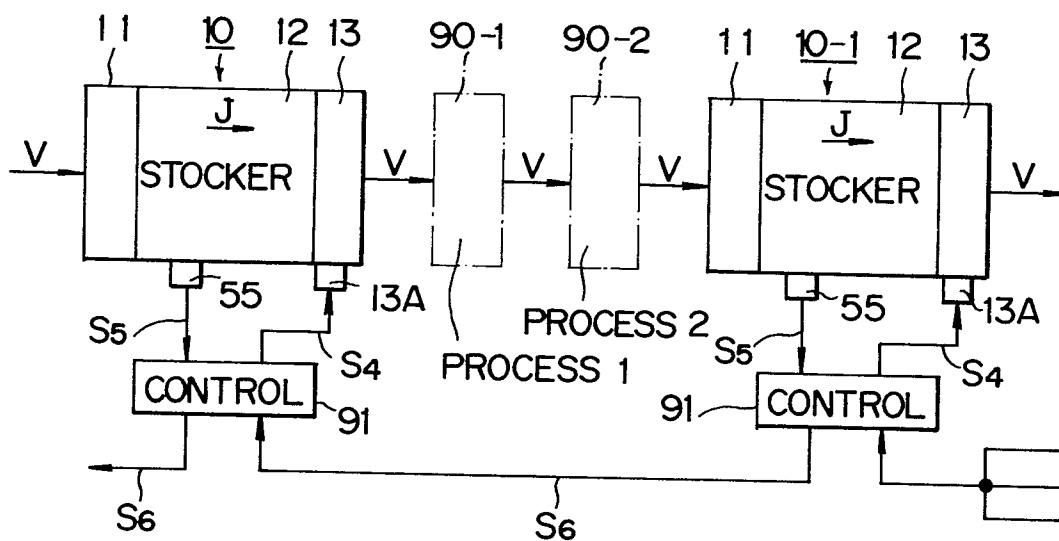 11 10 12 13 90-1 90-2 11 10-1 12 13
J J
V STOCKER V V V STOCKER V
55 13A 55 13A
S5 S4 PROCESS 1 PROCESS 2 S5 S4
CONTROL 91 91 CONTROL
S6 S6